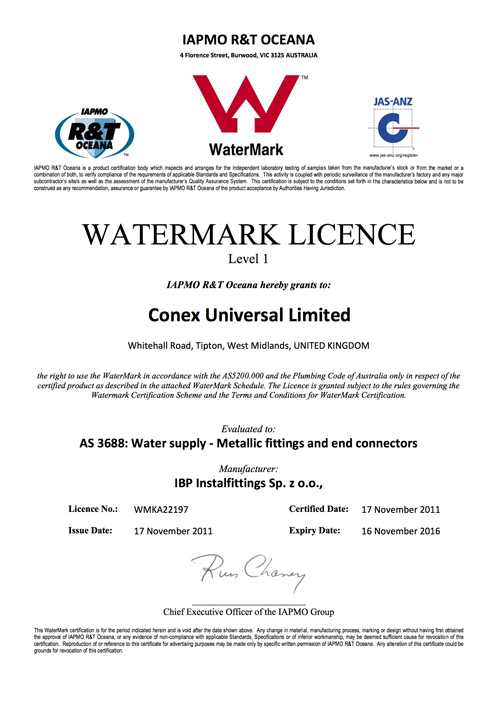 IAPMO R&T OCEANA
4 Florence Street, Burwood, VIC 3125 AUSTRALIA
IAPMO
R&T
OCEANA
TM
TM
WaterMark
JAS-ANZ
C
www.jas-anz.org/register
IAPMO R&T Oceana is a product certification body which inspects and arranges for the independent laboratory testing of samples taken from the manufacturer's stock or from the market or a
combination of both, to verify compliance of the requirements of applicable Standards and Specifications. This activity is coupled with periodic surveillance of the manufacturer's factory and any major
subcontractor's site/s as well as the assessment of the manufacturer's Quality Assurance System. This certification is subject to the conditions set forth in the characteristics below and is not to be
construed as any recommendation, assurance or guarantee by IAPMO R&T Oceana of the product acceptance by Authorities Having Jurisdiction.
WATERMARK LICENCE
Level 1
IAPMO R&T Oceana hereby grants to:
Conex Universal Limited
Whitehall Road, Tipton, West Midlands, UNITED KINGDOM
the right to use the WaterMark in accordance with the AS5200.000 and the Plumbing Code of Australia only in respect of the
certified product as described in the attached WaterMark Schedule. The Licence is granted subject to the rules governing the
Watermark Certification Scheme and the Terms and Conditions for WaterMark Certification.
Evaluated to:
AS 3688: Water supply - Metallic fittings and end connectors
Manufacturer:
IBP Instalfittings Sp. z o.o.,
Licence No.: WMKA22197 Certified Date: 17 November 2011
Issue Date: 17 November 2011 Expiry Date: 16 November 2016
Russ Chaney
Chief Executive Officer of the IAPMO Group
This WaterMark certification is for the period indicated herein and is void after the date shown above. Any change in material, manufacturing process, marking or design without having first obtained
the approval of IAPMO R&T Oceana, or any evidence of non-compliance with applicable Standards, Specifications or of inferior workmanship, may be deemed sufficient cause for revocation of this
certification. Reproduction of or reference to this certificate for advertising purposes may be made only by specific written permission of IAPMO R&T Oceana. Any alteration of this certificate could be
grounds for revocation of this certification.